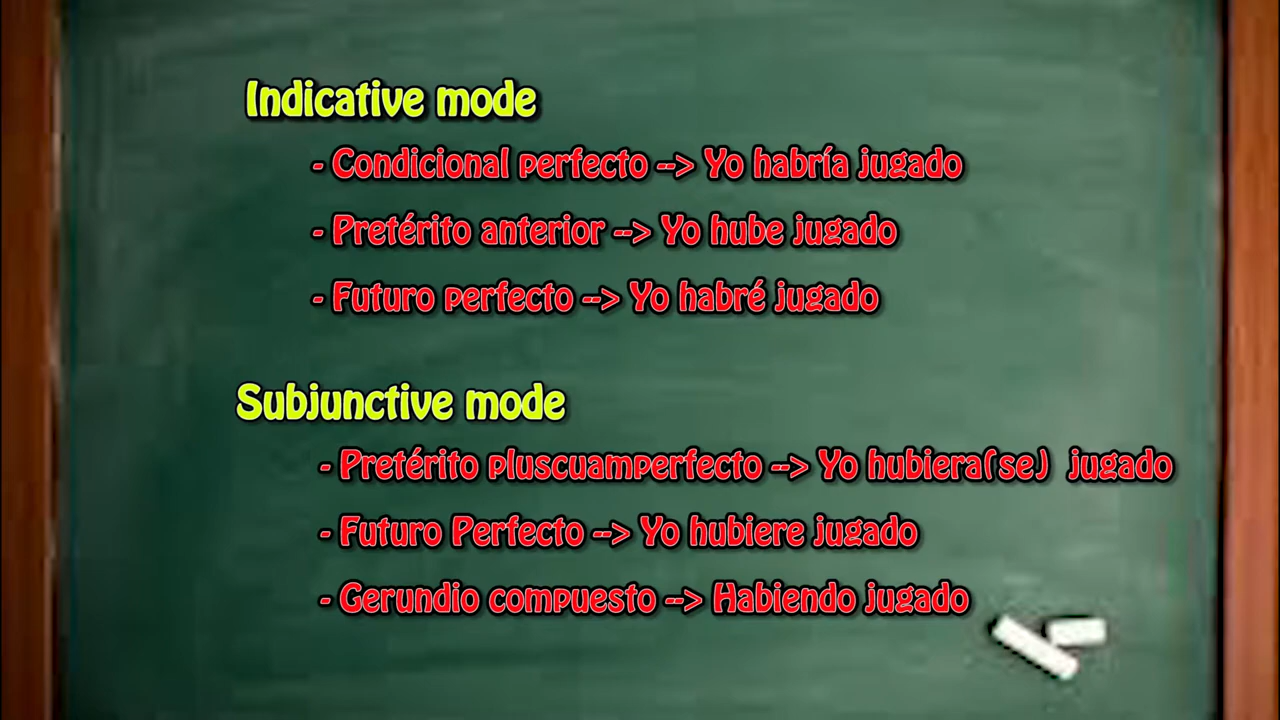 Indicative mode
- Condicional perfecto --> Yo habría jugado
- Pretérito anterior --> Yo hube jugado
- Futuro perfecto --> Yo habré jugado
Subjunctive mode
- Pretérito pluscuamperfecto --> Yo hubiera(se) jugado
- Futuro Perfecto --> Yo hubiere jugado
- Gerundio compuesto --> Habiendo jugado